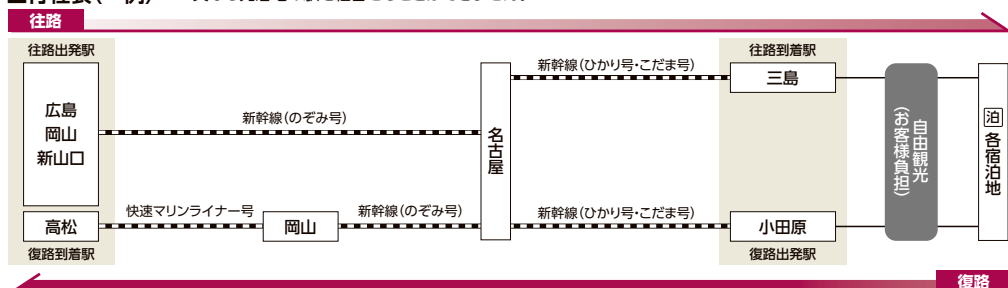 往路
往路出発駅
往路到着駅
広島
岡山
新山口
新幹線(のぞみ号)
名古屋
新幹線(ひかり号・こだま号)
三島
自由観光
(お客様負担)
泊 各宿泊地
高松
快速マリンライナー号
岡山
新幹線(のぞみ号)
新幹線(ひかり号・こだま号)
小田原
復路到着駅
復路出発駅
復路